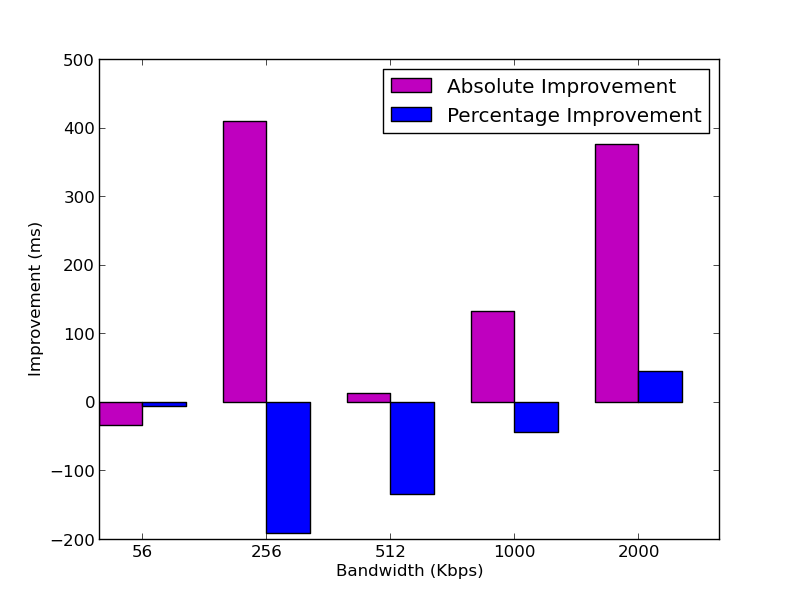 500
400
300
200
100
0
−100
−200
Improvement (ms)
Absolute Improvement
Percentage Improvement
56 256 512 1000 2000
Bandwidth (Kbps)